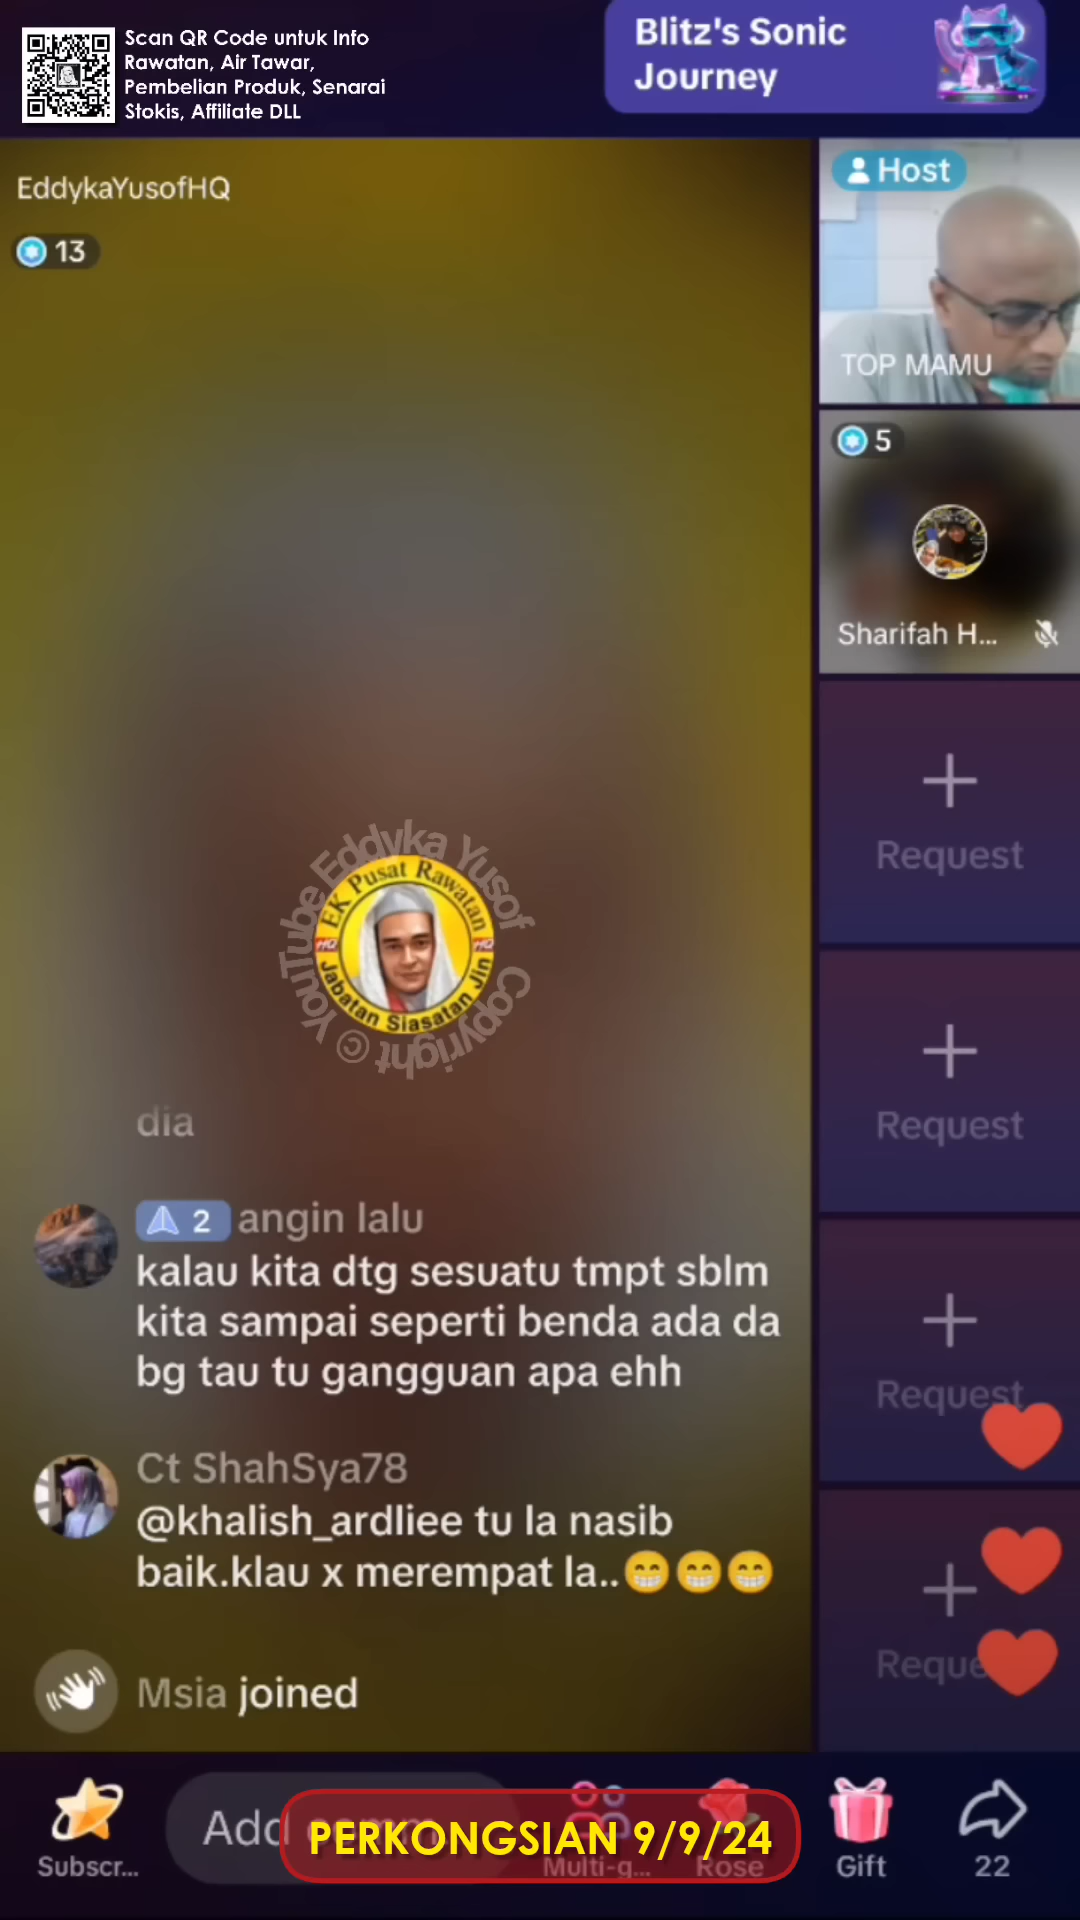 Scan QR Code untuk Info
Rawatan, Air Tawar,
Pembelian Produk, Senarai
Stokis, Affiliate DLL
Blitz's Sonic
Journey
EddykaYusofHQ
13
Host
TOP MAMU
5
Sharifah H...
Request
Request
Request
Request
© YouTube Eddyka Yusof Copyright
EK Pusat Rawatan
HQ HQ
Jabatan Siasatan Jin
dia
2 angin lalu
kalau kita dtg sesuatu tmpt sblm
kita sampai seperti benda ada da
bg tau tu gangguan apa ehh
Ct ShahSya78
@khalish_ardliee tu la nasib
baik.klau x merempat la..😁😁😁
Msia joined
Add comm
PERKONGSIAN 9/9/24
Subscr...
Multi-g...
Rose
Gift
22